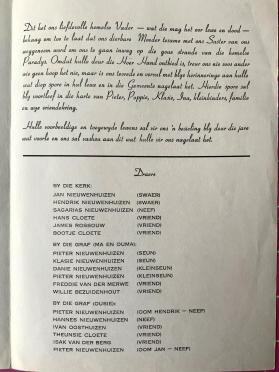 Dit het ons liefdevolle hemelse Vader — wat die mag het oor lewe en dood —
behaag om tot te laat dat ons dierbare Moeder tesame met ons Suster van ons
weggeneem word om ons te gaan inwag op die goue strande van die hemelse
Paradys. Omdat hulle deur die Heer Hand ontbied is, treur ons nie soos ander
wie geen hoop het nie, maar is ons tevrede en vervul met blye herinneringe aan hulle
wat diep spore in hul lewe en in die Gemeente nagelaat het. Hierdie spore sal
bly voortleef in die harte van Pieter, Poppie, Klasie, Ina, kleinkinders, familie
en nye vriendekring.
Hulle voorbeeldige en toegewyde lewens sal vir ons 'n besieling bly deur die jare
wat voorlê en ons sal vashou aan dit wat hulle vir ons nagelaat het.
Draers
BY DIE KERK:
JAN NIEUWENHUIZEN (SWAER)
HENDRIK NIEUWENHUIZEN (SWAER)
SAGARIAS NIEUWENHUIZEN (NEEF)
HANS CLOETE (VRIEND)
JAMES ROSSOUW (VRIEND)
BOOTJE CLOETE (VRIEND)
BY DIE GRAF (MA EN OUMA):
PIETER NIEUWENHUIZEN (SEUN)
KLASIE NIEUWENHUIZEN (SEUN)
DANIE NIEUWENHUIZEN (KLEINSEUN)
PIETER NIEUWENHUIZEN (KLEINSEUN)
FREDDIE VAN DER MERWE (VRIEND)
WILLIE BEZUIDENHOUT (VRIEND)
BY DIE GRAF (OUSIE):
PIETER NIEUWENHUIZEN (OOM HENDRIK — NEEF)
HANNES NIEUWENHUIZEN (NEEF)
IVAN OOSTHUIZEN (VRIEND)
THEUNSIE CLOETE (VRIEND)
ISAK VAN DER BERG (VRIEND)
PIETER NIEUWENHUIZEN (OOM JAN — NEEF)